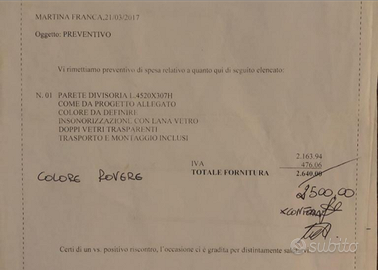 MARTINA FRANCA,21/03/2017
Oggetto: PREVENTIVO
Vi rimettiamo preventivo di spesa relativo a quanto qui di seguito elencato:
N. 01 PARETE DIVISORIA L.4520X307H
COME DA PROGETTO ALLEGATO
COLORE DA DEFINIRE
INSONORIZZAZIONE CON LANA VETRO
DOPPI VETRI TRASPARENTI
TRASPORTO E MONTAGGIO INCLUSI
2.163.94
IVA 476.06
TOTALE FORNITURA 2.640.00
COLORE ROVERE
2500,00
Certi di un vs. positivo riscontro, l'occasione ci è gradita per distintamente
subito